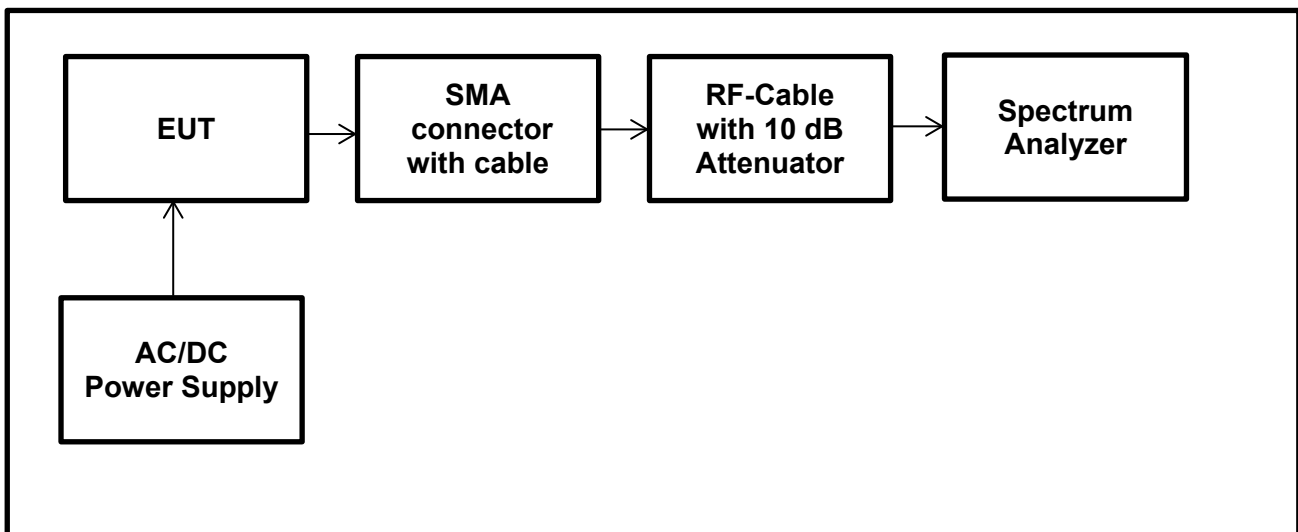 EUT
SMA
connector
with cable
RF-Cable
with 10 dB
Attenuator
Spectrum
Analyzer
AC/DC
Power Supply